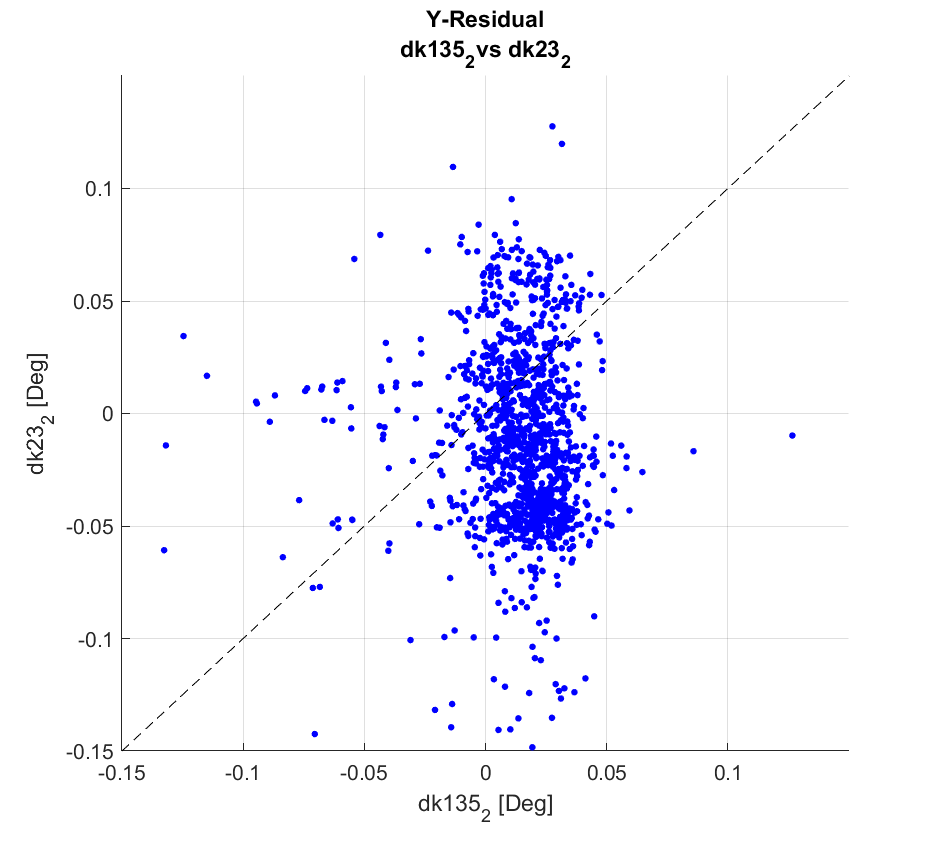 Y-Residual
dk135₂vs dk23₂
0.1
0.05
0
-0.05
-0.1
-0.15
dk23₂ [Deg]
-0.15 -0.1 -0.05 0 0.05 0.1
dk135₂ [Deg]